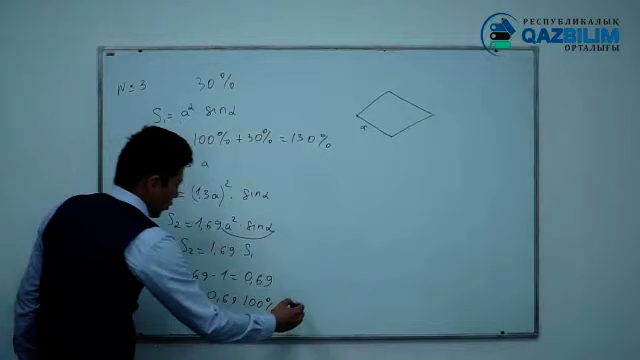 РЕСПУБЛИКАЛЫҚ
QAZBILIM
ОРТАЛЫҒЫ
№ 3 30%
S₁ = a² sinα
100% + 30% = 130%
a
= (1,3a)² · sinα
S₂ = 1,69a² · sinα
S₂ = 1,69 · S₁
69 - 1 = 0,69
0,69 · 100%
a